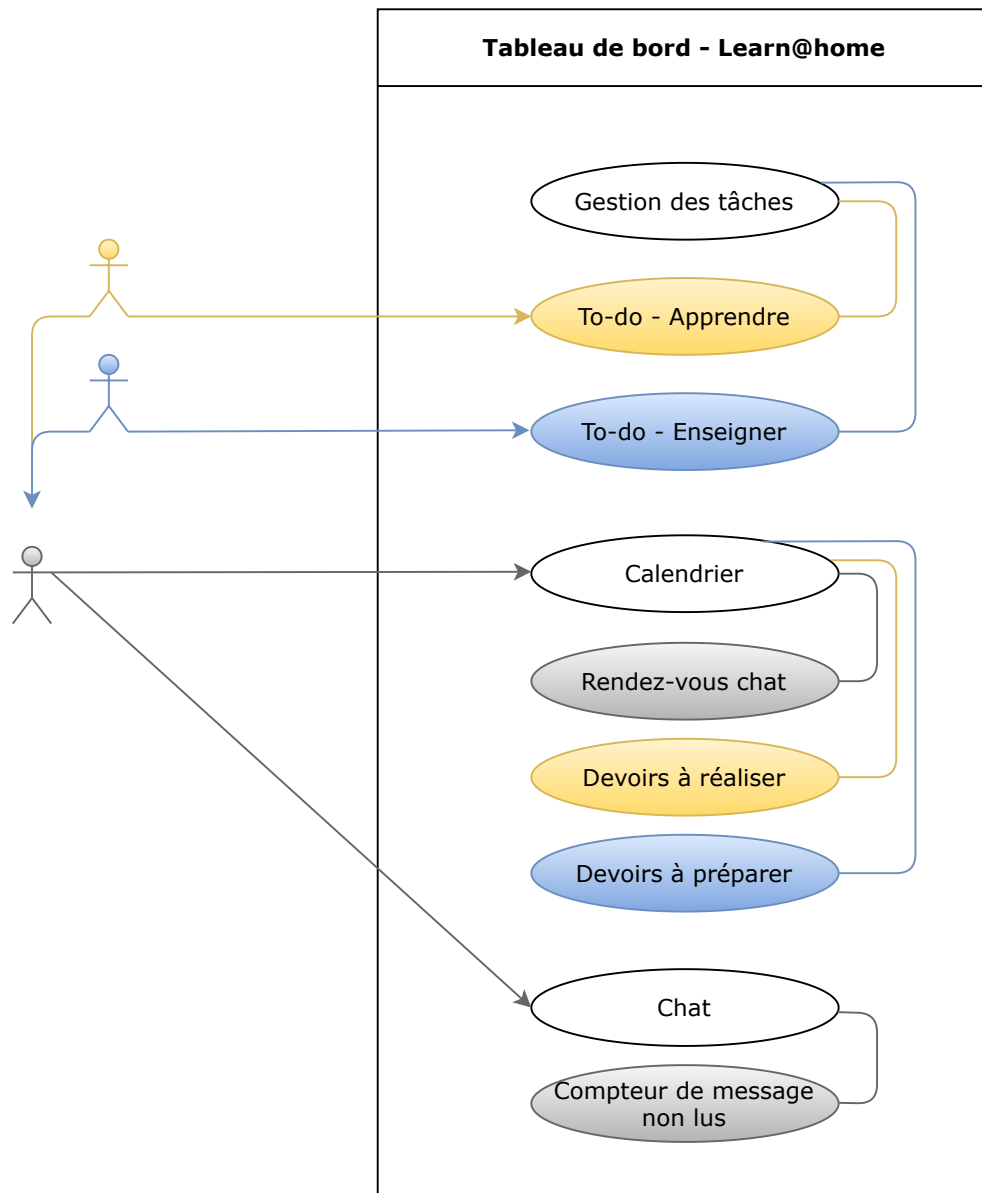 Tableau de bord - Learn@home
Gestion des tâches
To-do - Apprendre
To-do - Enseigner
Calendrier
Rendez-vous chat
Devoirs à réaliser
Devoirs à préparer
Chat
Compteur de message
non lus